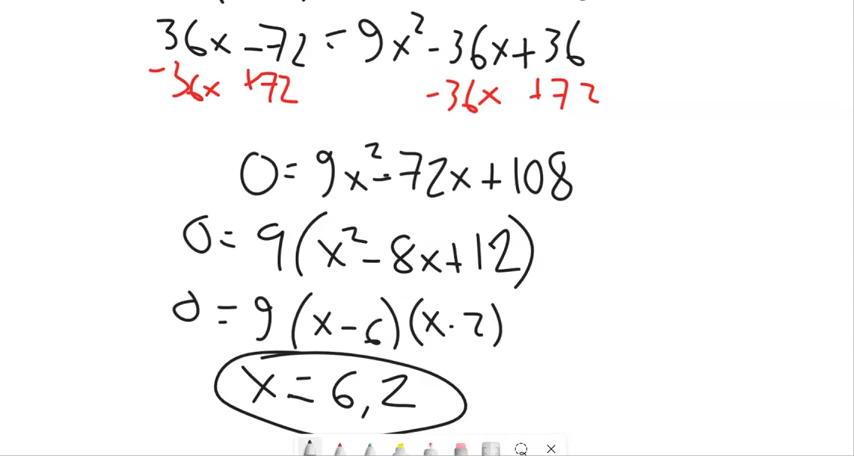 36x - 72 = 9x² - 36x + 36
-36x +72 -36x +72
0 = 9x² - 72x + 108
0 = 9(x² - 8x + 12)
0 = 9(x - 6)(x - 2)
x = 6, 2